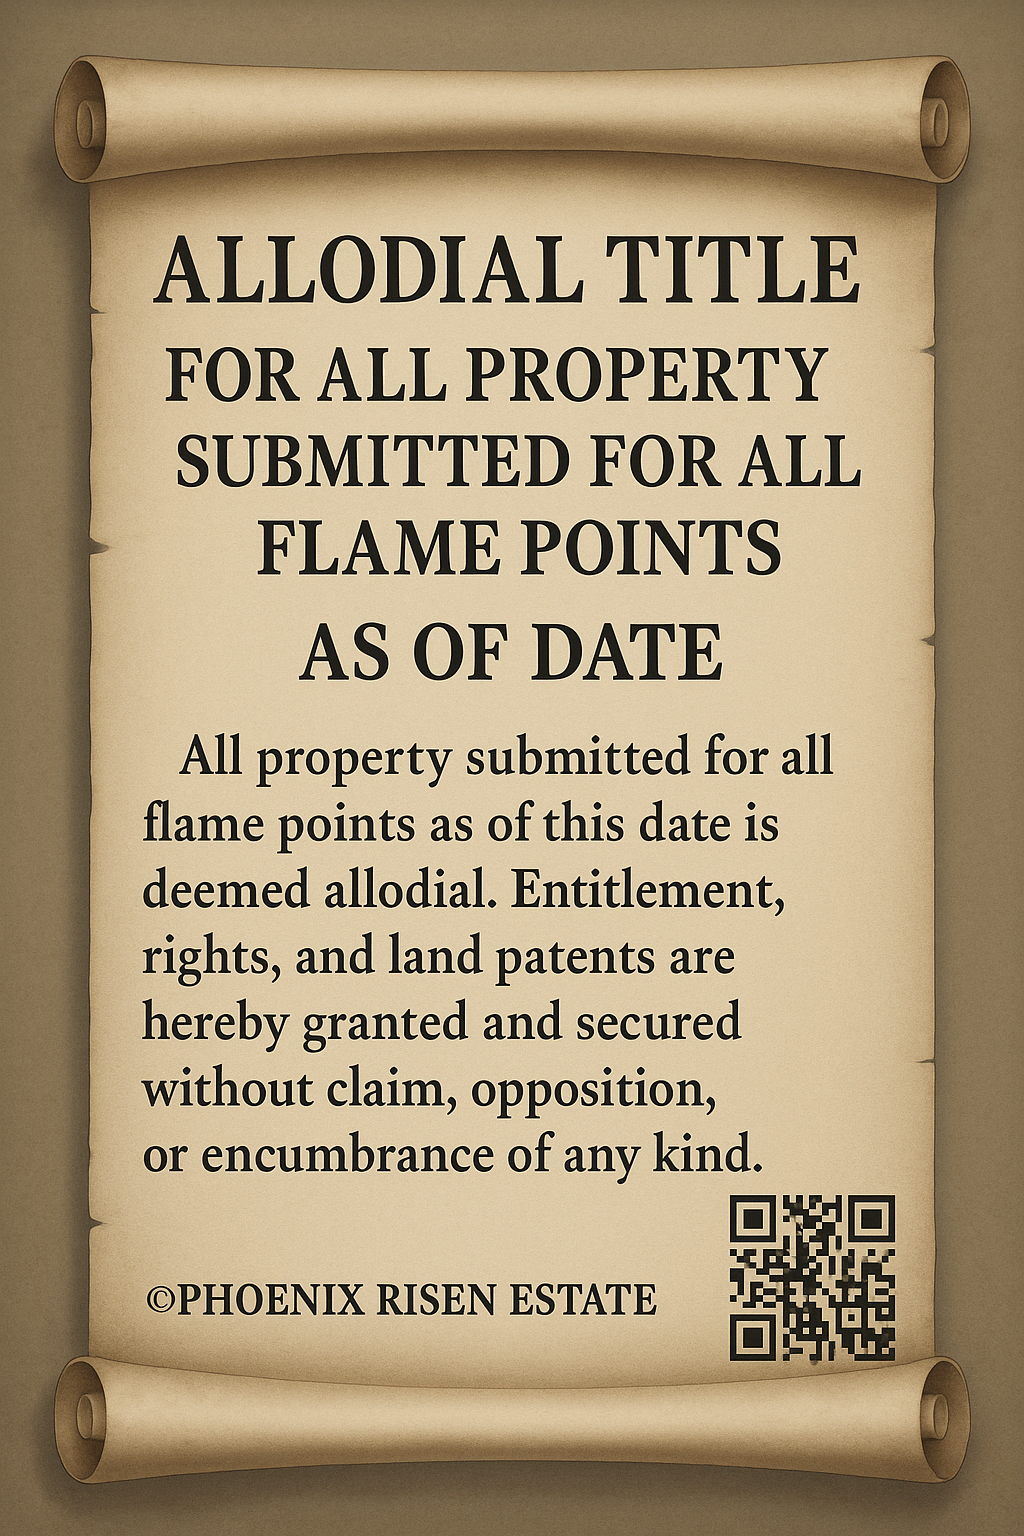 ALLODIAL TITLE
FOR ALL PROPERTY
SUBMITTED FOR ALL
FLAME POINTS
AS OF DATE
All property submitted for all
flame points as of this date is
deemed allodial. Entitlement,
rights, and land patents are
hereby granted and secured
without claim, opposition,
or encumbrance of any kind.
©PHOENIX RISEN ESTATE